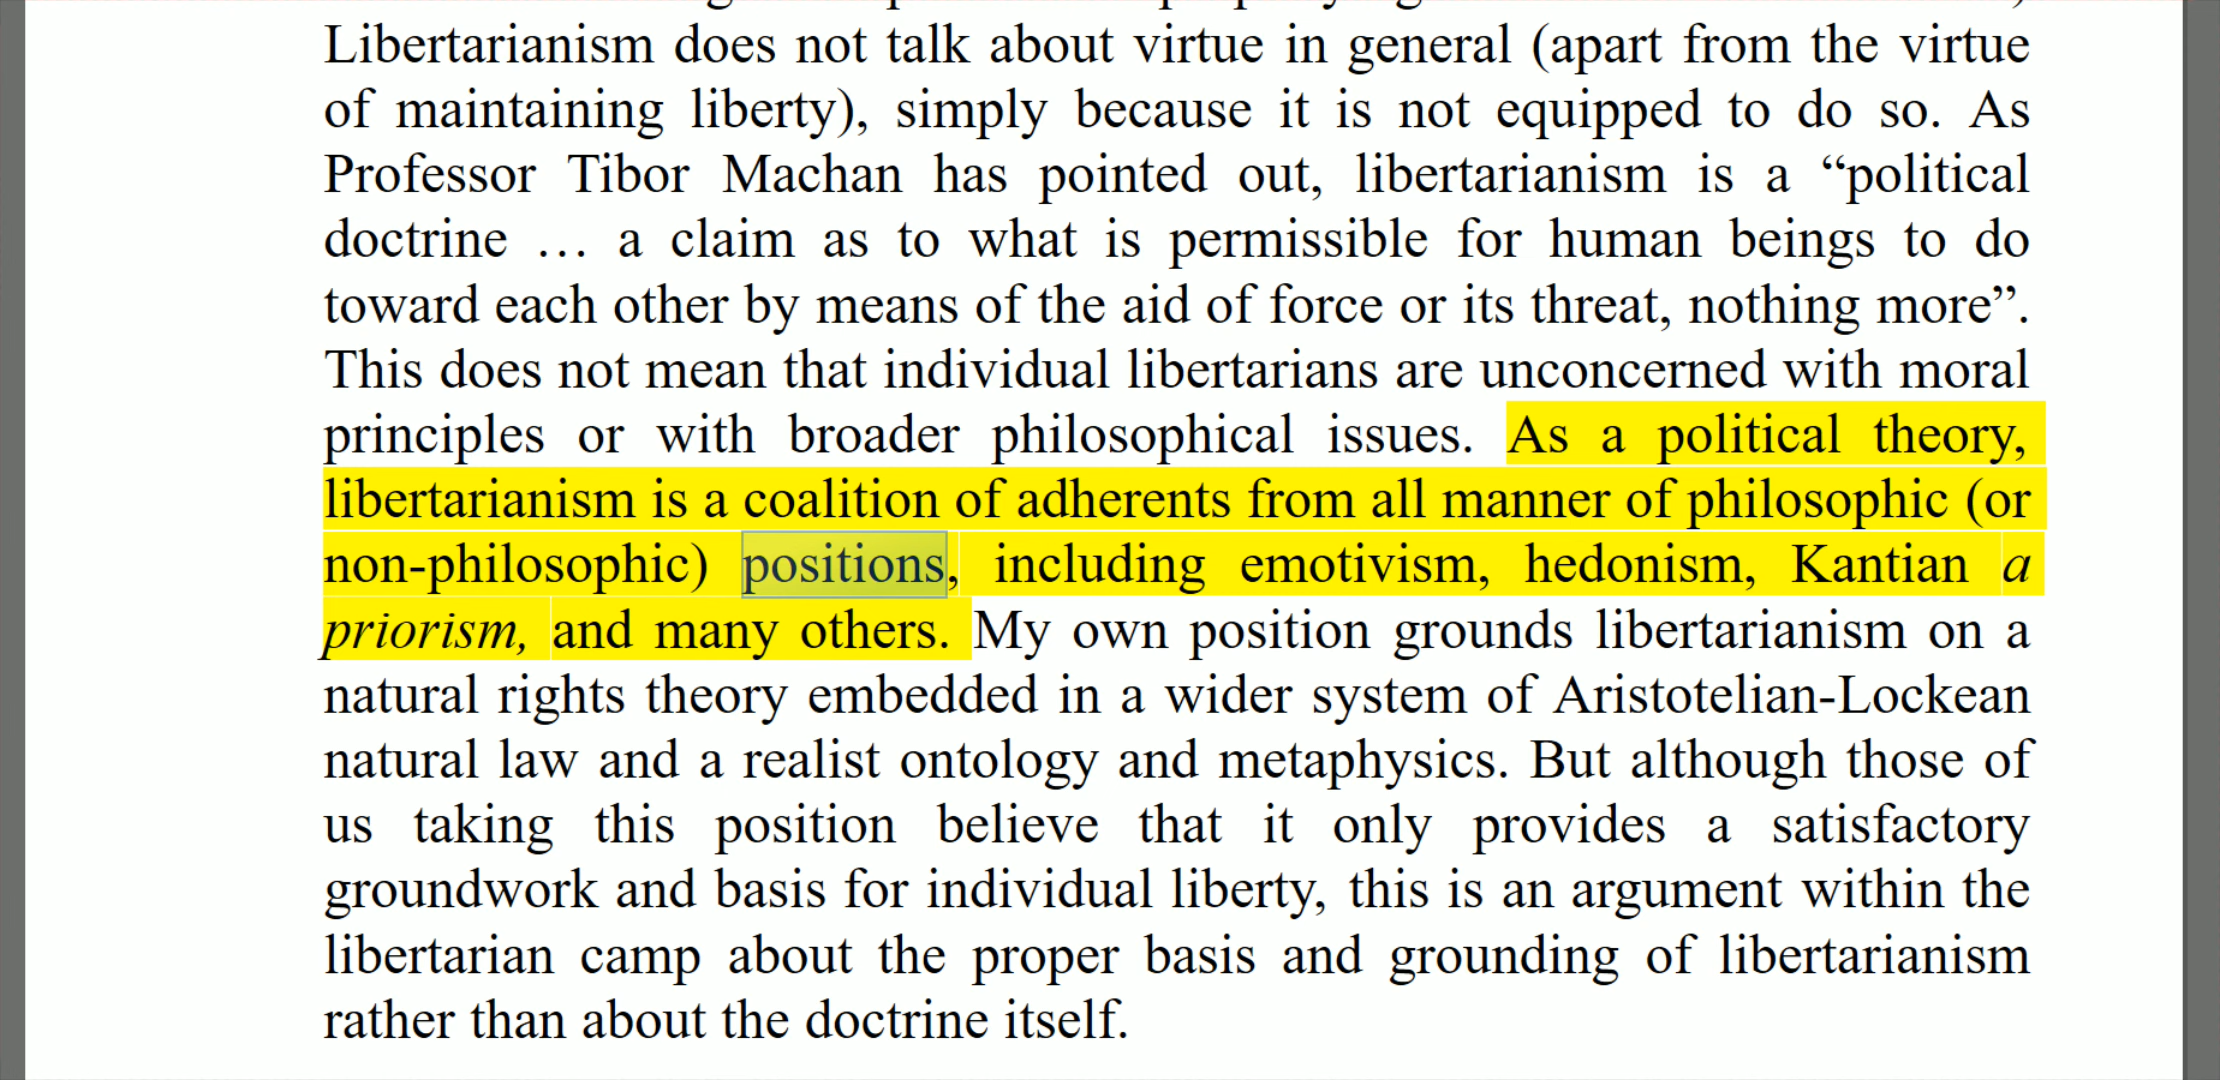 Libertarianism does not talk about virtue in general (apart from the virtue
of maintaining liberty), simply because it is not equipped to do so. As
Professor Tibor Machan has pointed out, libertarianism is a “political
doctrine … a claim as to what is permissible for human beings to do
toward each other by means of the aid of force or its threat, nothing more”.
This does not mean that individual libertarians are unconcerned with moral
principles or with broader philosophical issues. As a political theory,
libertarianism is a coalition of adherents from all manner of philosophic (or
non-philosophic) positions, including emotivism, hedonism, Kantian a
priorism, and many others. My own position grounds libertarianism on a
natural rights theory embedded in a wider system of Aristotelian-Lockean
natural law and a realist ontology and metaphysics. But although those of
us taking this position believe that it only provides a satisfactory
groundwork and basis for individual liberty, this is an argument within the
libertarian camp about the proper basis and grounding of libertarianism
rather than about the doctrine itself.